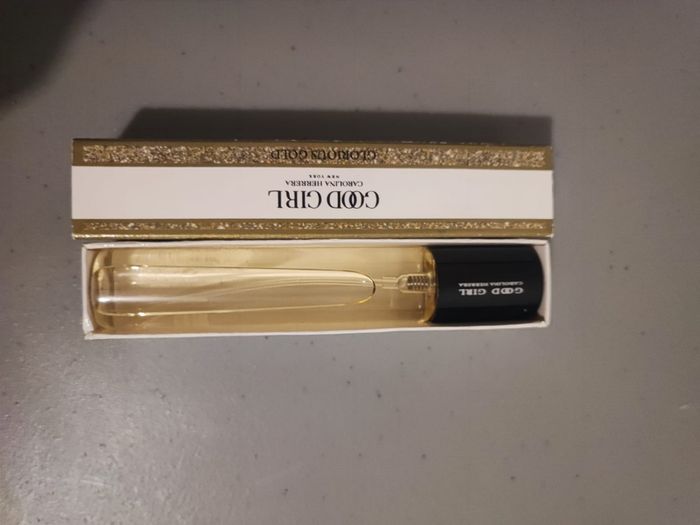 GOOD GIRL
CAROLINA HERRERA
NEW YORK
GLORIOUS GOLD
GOOD GIRL
CAROLINA HERRERA